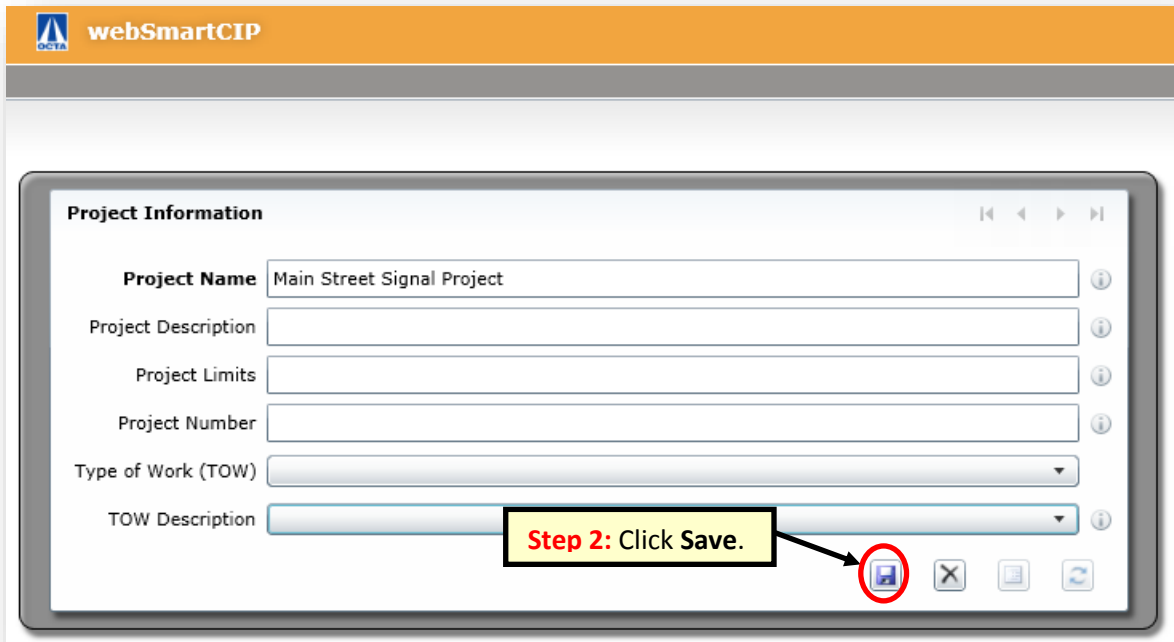 OCTA
webSmartCIP
Project Information
Project Name Main Street Signal Project
Project Description
Project Limits
Project Number
Type of Work (TOW)
TOW Description
Step 2: Click Save.